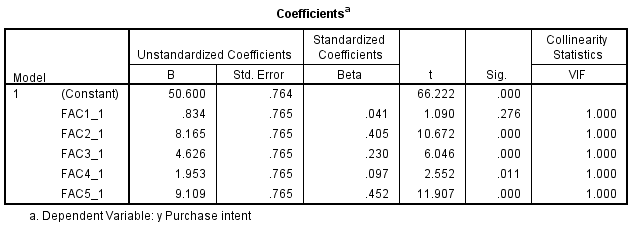 Coefficientsa
Unstandardized Coefficients Standardized Coefficients Collinearity Statistics
Model B Std. Error Beta t Sig. VIF
1 (Constant) 50.600 .764 66.222 .000
FAC1_1 .834 .765 .041 1.090 .276 1.000
FAC2_1 8.165 .765 .405 10.672 .000 1.000
FAC3_1 4.626 .765 .230 6.046 .000 1.000
FAC4_1 1.953 .765 .097 2.552 .011 1.000
FAC5_1 9.109 .765 .452 11.907 .000 1.000
a. Dependent Variable: y Purchase intent